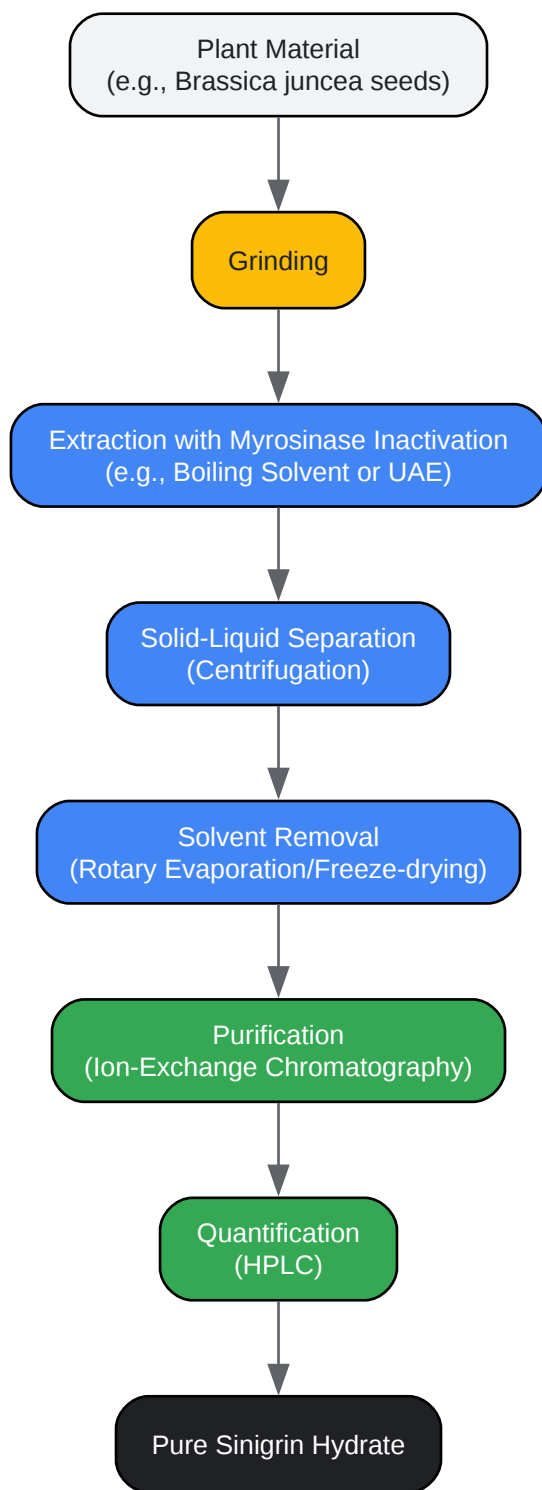 Plant Material
(e.g., Brassica juncea seeds)
Grinding
Extraction with Myrosinase Inactivation
(e.g., Boiling Solvent or UAE)
Solid-Liquid Separation
(Centrifugation)
Solvent Removal
(Rotary Evaporation/Freeze-drying)
Purification
(Ion-Exchange Chromatography)
Quantification
(HPLC)
Pure Sinigrin Hydrate